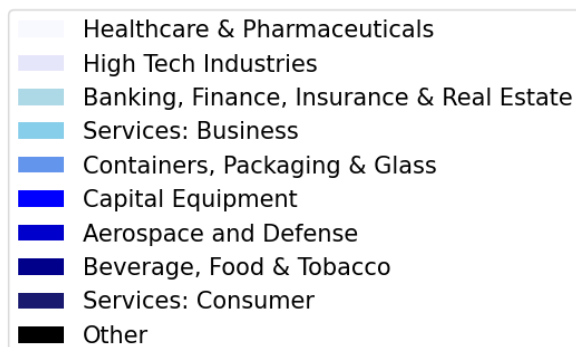 Healthcare & Pharmaceuticals
High Tech Industries
Banking, Finance, Insurance & Real Estate
Services: Business
Containers, Packaging & Glass
Capital Equipment
Aerospace and Defense
Beverage, Food & Tobacco
Services: Consumer
Other